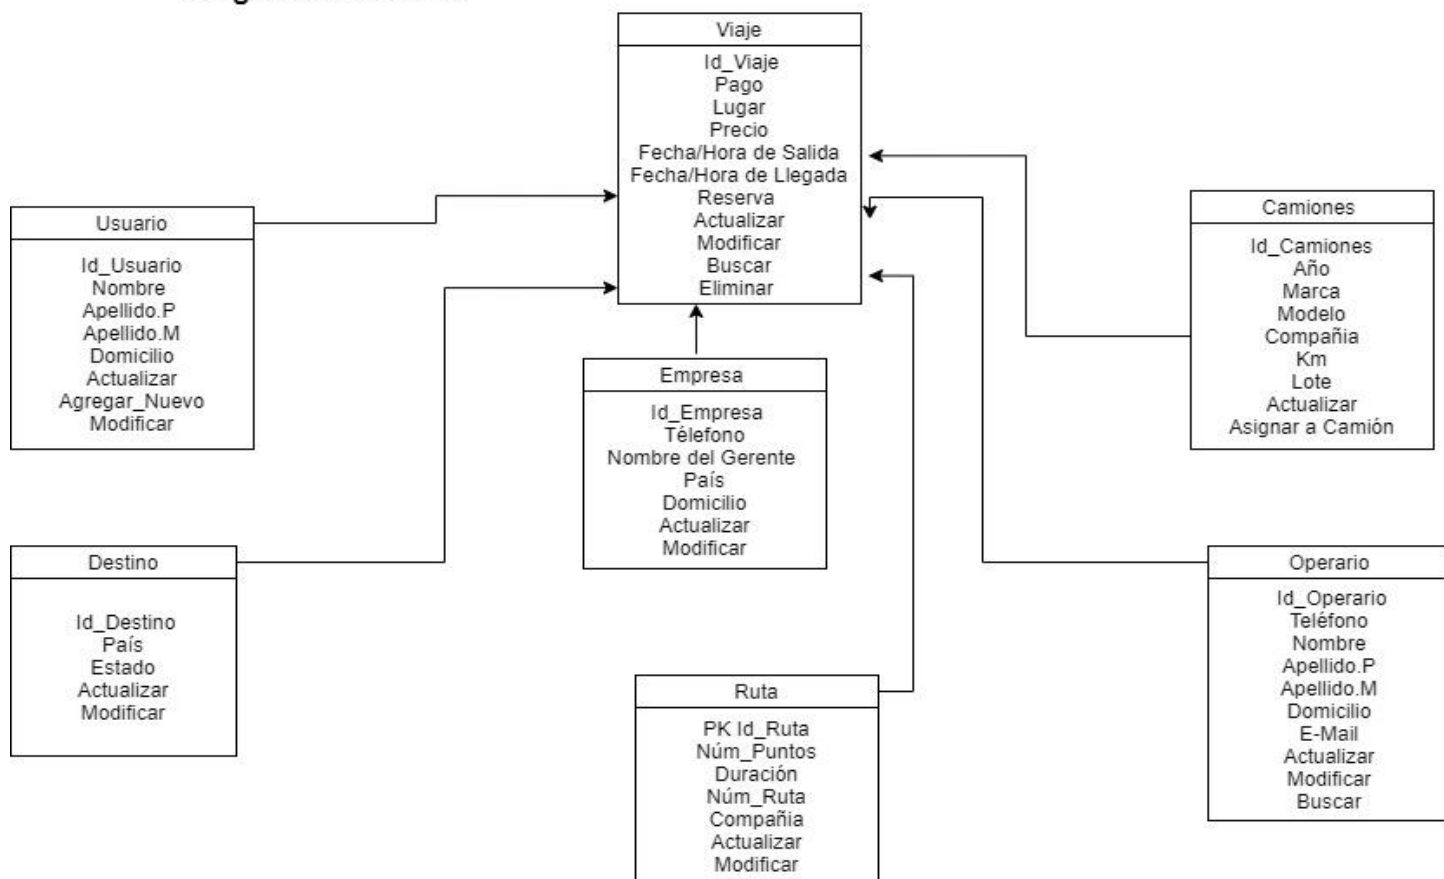 Viaje
Id_Viaje
Pago
Lugar
Precio
Fecha/Hora de Salida
Fecha/Hora de Llegada
Reserva
Actualizar
Modificar
Buscar
Eliminar
Usuario
Id_Usuario
Nombre
Apellido.P
Apellido.M
Domicilio
Actualizar
Agregar_Nuevo
Modificar
Camiones
Id_Camiones
Año
Marca
Modelo
Compañia
Km
Lote
Actualizar
Asignar a Camión
Empresa
Id_Empresa
Télefono
Nombre del Gerente
País
Domicilio
Actualizar
Modificar
Destino
Id_Destino
País
Estado
Actualizar
Modificar
Operario
Id_Operario
Teléfono
Nombre
Apellido.P
Apellido.M
Domicilio
E-Mail
Actualizar
Modificar
Buscar
Ruta
PK Id_Ruta
Núm_Puntos
Duración
Núm_Ruta
Compañia
Actualizar
Modificar